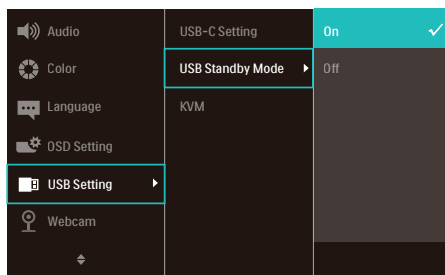 Audio
Color
Language
OSD Setting
USB Setting
Webcam
USB-C Setting
USB Standby Mode
KVM
On
Off